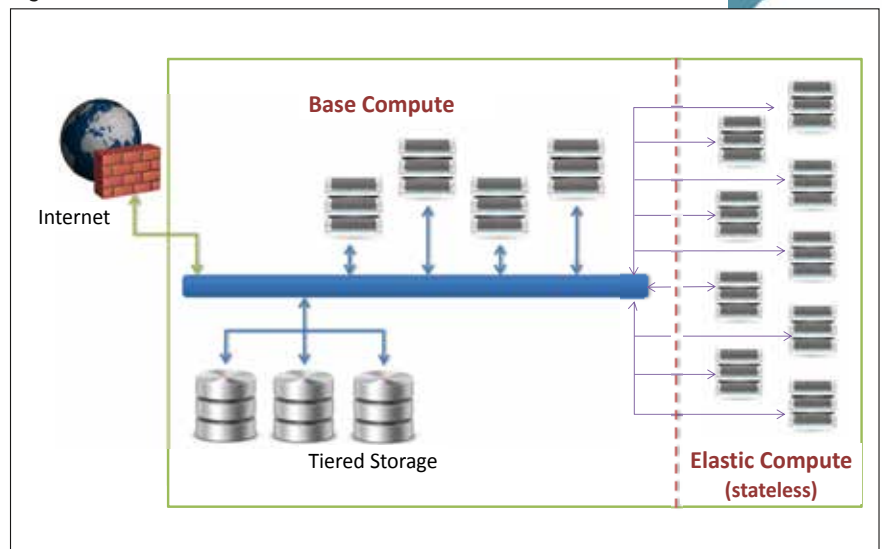 Base Compute
Internet
Tiered Storage
Elastic Compute
(stateless)